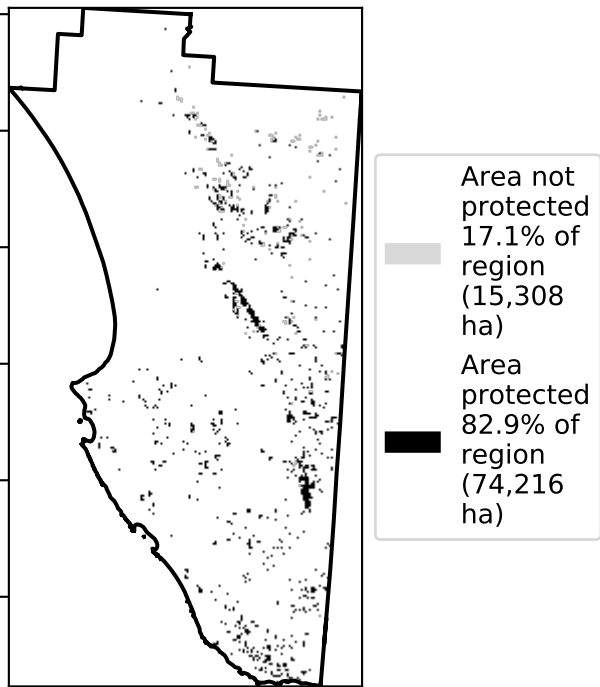 Area not
protected
17.1% of
region
(15,308
ha)
Area
protected
82.9% of
region
(74,216
ha)